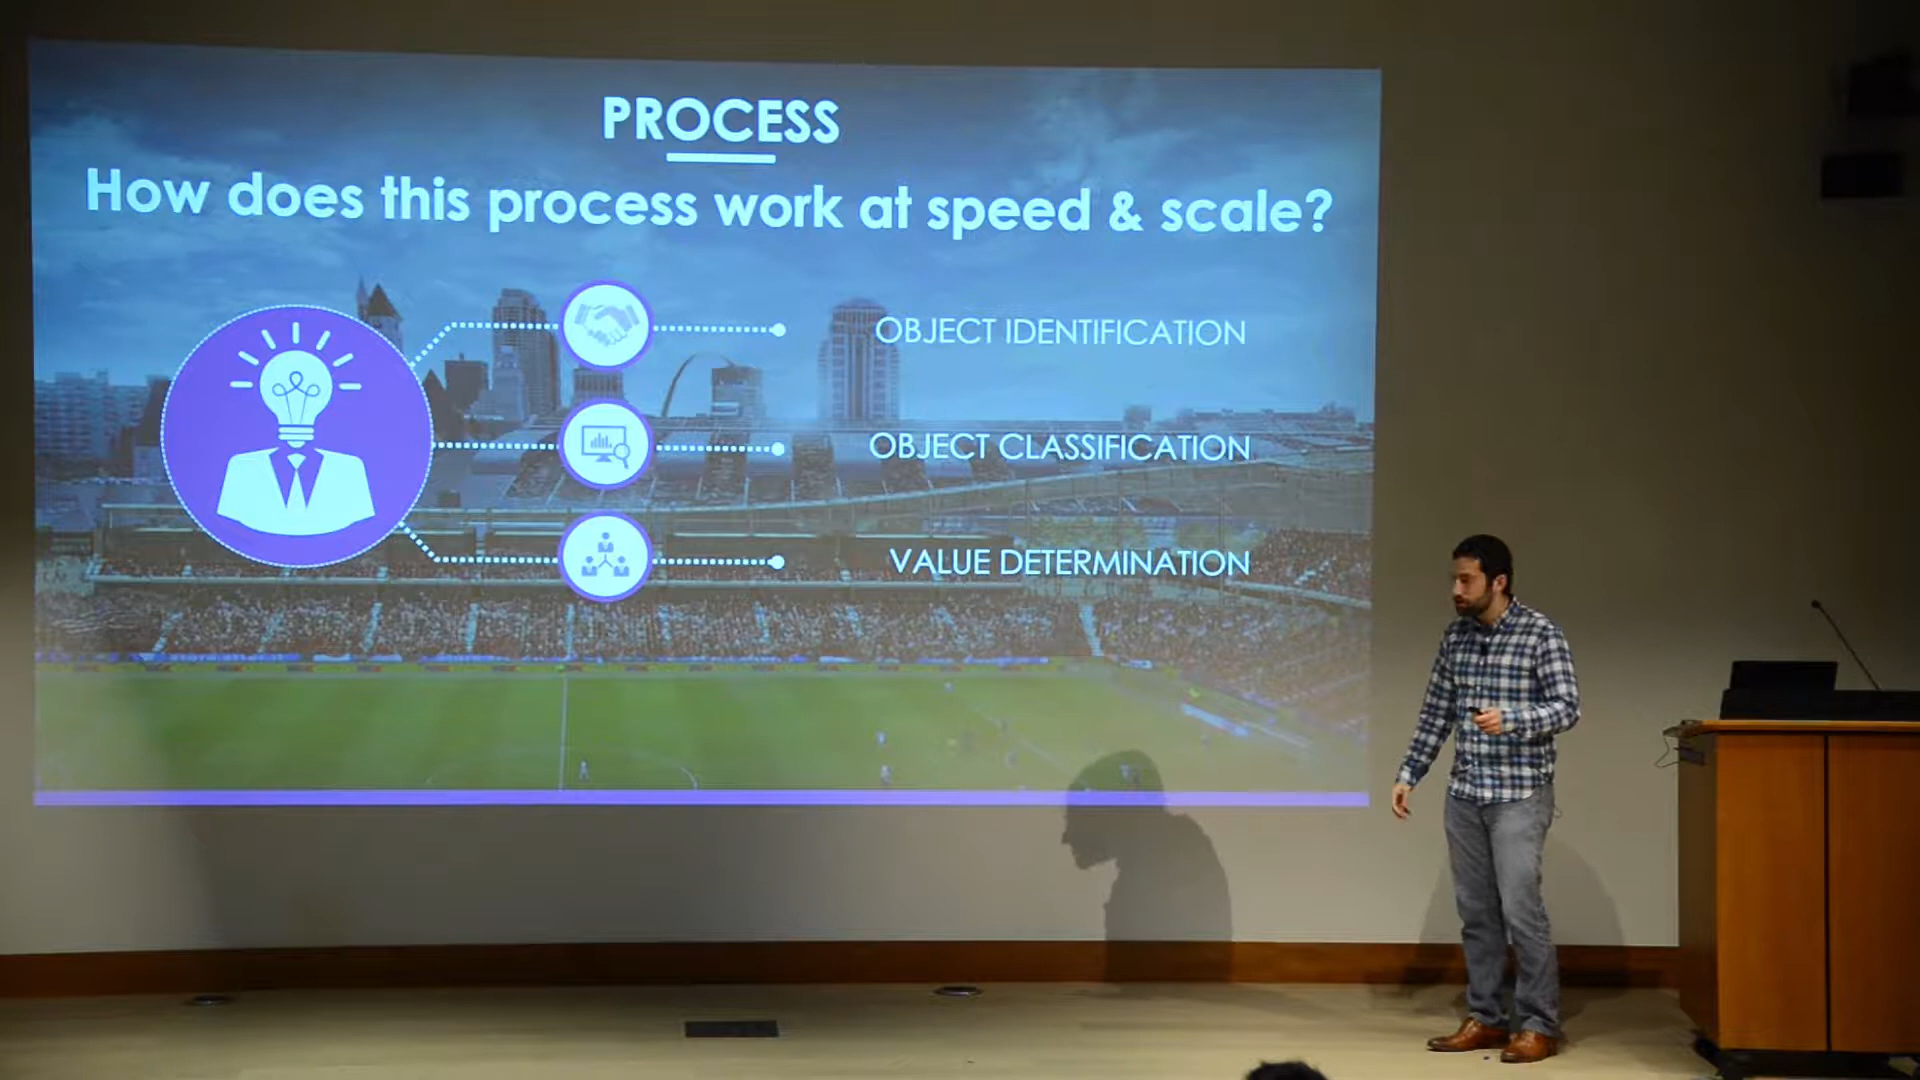 PROCESS
How does this process work at speed & scale?
OBJECT IDENTIFICATION
OBJECT CLASSIFICATION
VALUE DETERMINATION